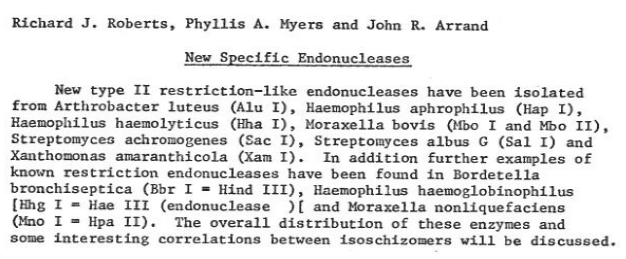 Richard J. Roberts, Phyllis A. Myers and John R. Arrand
New Specific Endonucleases
New type II restriction-like endonucleases have been isolated
from Arthrobacter luteus (Alu I), Haemophilus aphrophilus (Hap I),
Haemophilus haemolyticus (Hha I), Moraxella bovis (Mbo I and Mbo II),
Streptomyces achromogenes (Sac I), Streptomyces albus G (Sal I) and
Xanthomonas amaranthicola (Xam I). In addition further examples of
known restriction endonucleases have been found in Bordetella
bronchiseptica (Bbr I = Hind III), Haemophilus haemoglobinophilus
[Hhg I = Hae III (endonuclease )[ and Moraxella nonliquefaciens
(Mno I = Hpa II). The overall distribution of these enzymes and
some interesting correlations between isoschizomers will be discussed.